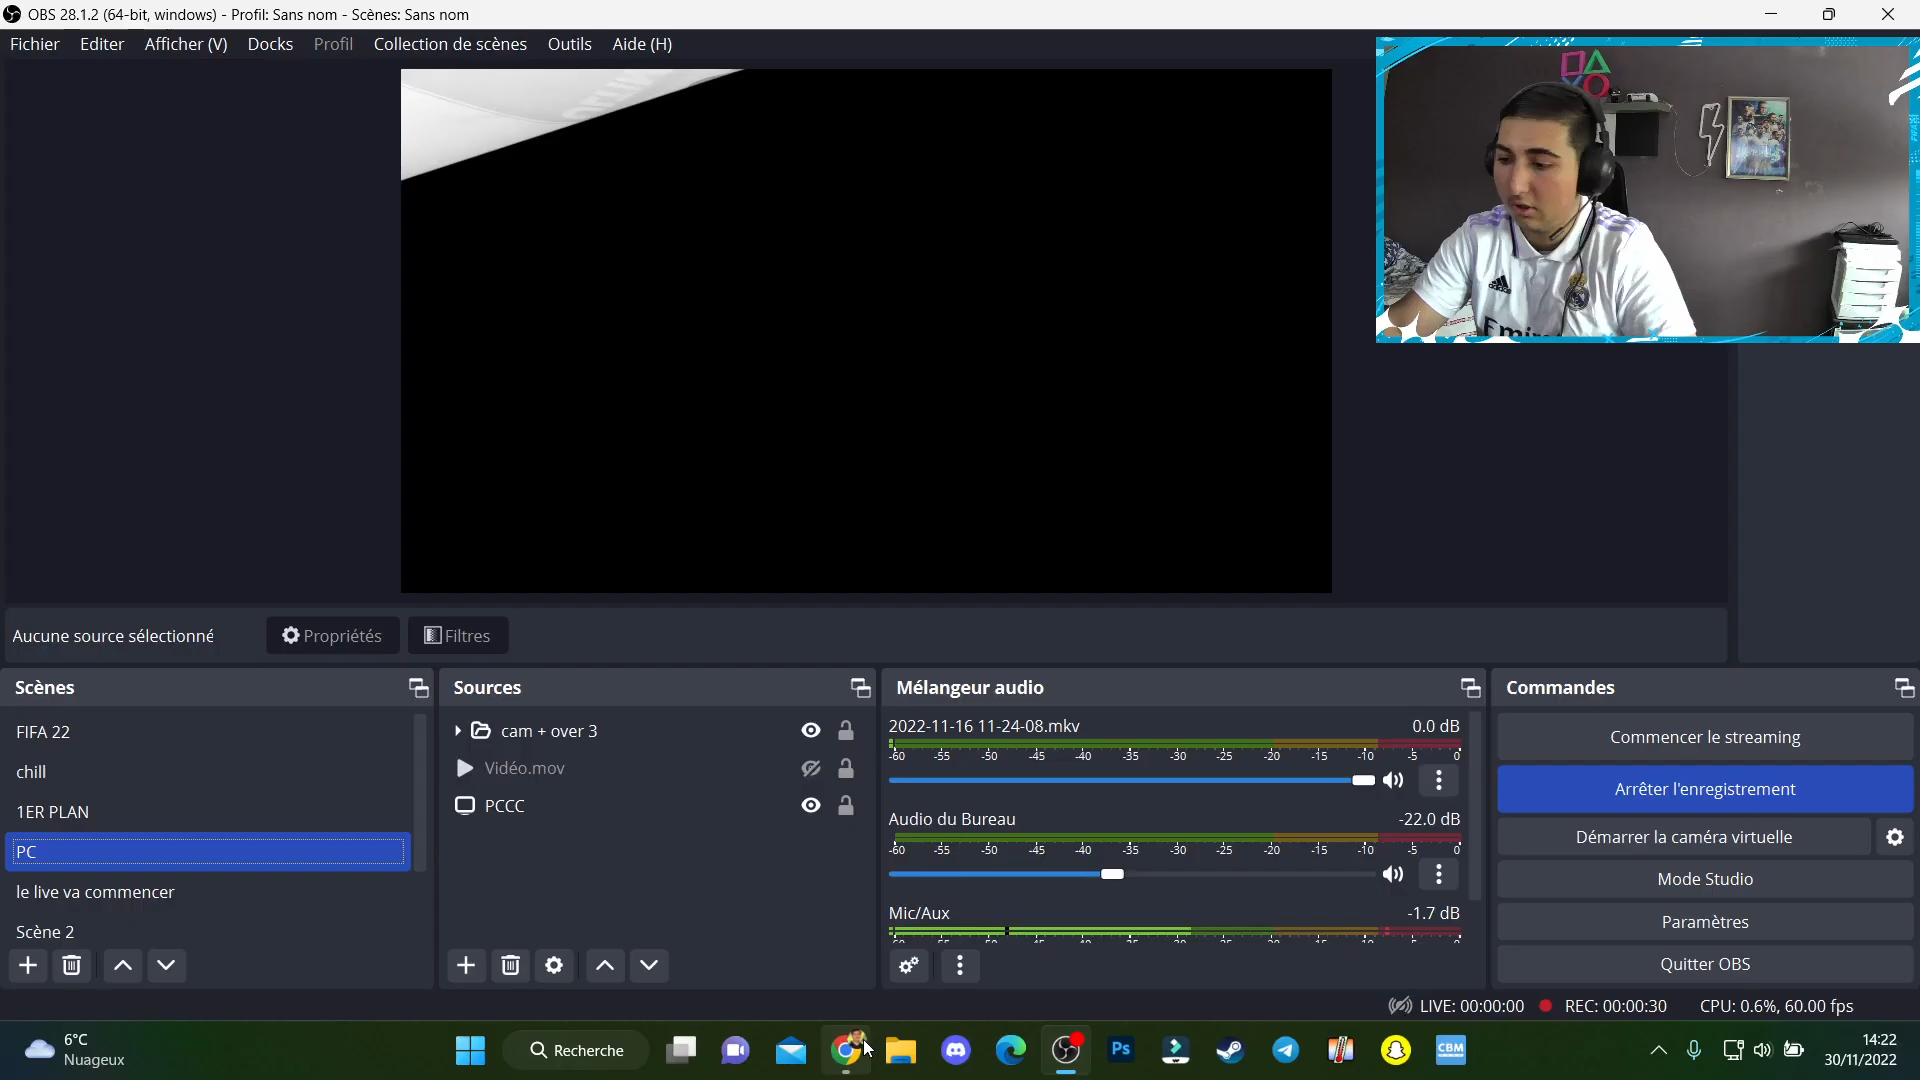 OBS 28.1.2 (64-bit, windows) - Profil: Sans nom - Scènes: Sans nom
Fichier Editer Afficher (V) Docks Profil Collection de scènes Outils Aide (H)
adidas
Aucune source sélectionné
Propriétés
Filtres
Scènes
FIFA 22
chill
1ER PLAN
PC
le live va commencer
Scène 2
Sources
cam + over 3
Vidéo.mov
PCCC
Mélangeur audio
2022-11-16 11-24-08.mkv 0.0 dB
-60 -55 -50 -45 -40 -35 -30 -25 -20 -15 -10 -5 0
Audio du Bureau -22.0 dB
-60 -55 -50 -45 -40 -35 -30 -25 -20 -15 -10 -5 0
Mic/Aux -1.7 dB
Commandes
Commencer le streaming
Arrêter l'enregistrement
Démarrer la caméra virtuelle
Mode Studio
Paramètres
Quitter OBS
LIVE: 00:00:00 REC: 00:00:30 CPU: 0.6%, 60.00 fps
6°C
Nuageux
Recherche
Ps
CBM
14:22
30/11/2022